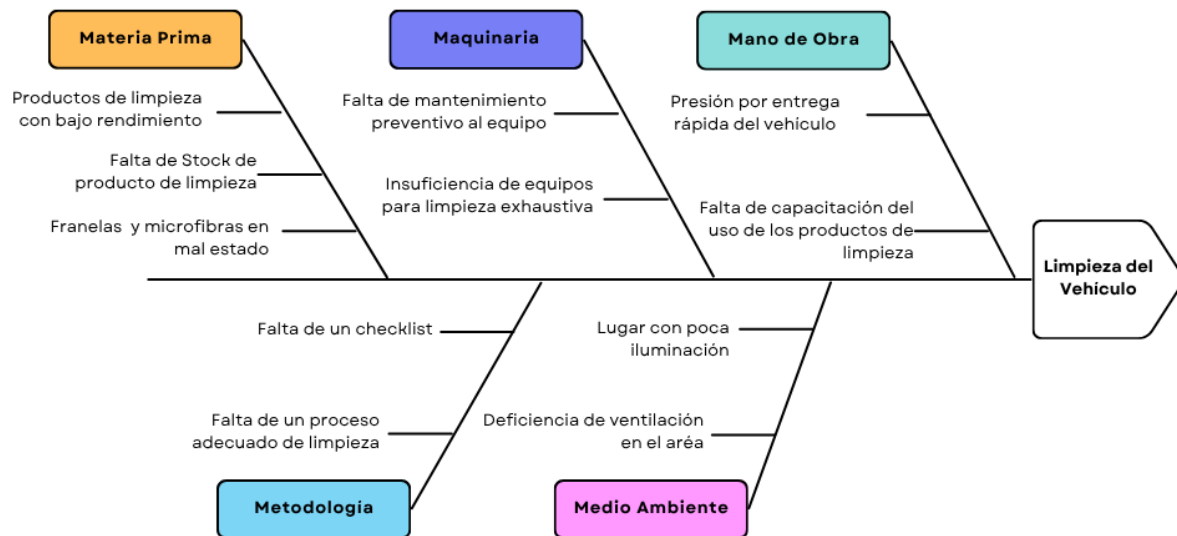 Materia Prima
Maquinaria
Mano de Obra
Productos de limpieza
con bajo rendimiento
Falta de Stock de
producto de limpieza
Franelas y microfibras en
mal estado
Falta de mantenimiento
preventivo al equipo
Insuficiencia de equipos
para limpieza exhaustiva
Presión por entrega
rápida del vehículo
Falta de capacitación del
uso de los productos de
limpieza
Limpieza del
Vehículo
Falta de un checklist
Falta de un proceso
adecuado de limpieza
Lugar con poca
iluminación
Deficiencia de ventilación
en el aréa
Metodología
Medio Ambiente